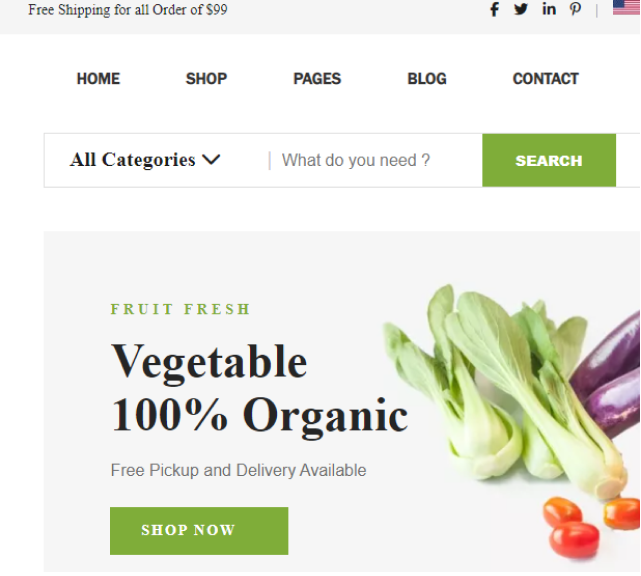 Free Shipping for all Order of $99
HOME SHOP PAGES BLOG CONTACT
All Categories What do you need ? SEARCH
FRUIT FRESH
Vegetable
100% Organic
Free Pickup and Delivery Available
SHOP NOW